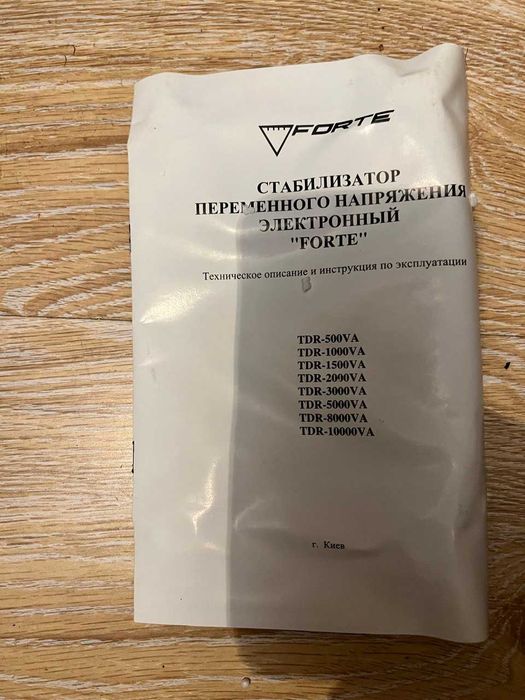 FORTE
СТАБИЛИЗАТОР
ПЕРЕМЕННОГО НАПРЯЖЕНИЯ
ЭЛЕКТРОННЫЙ
"FORTE"
Техническое описание и инструкция по эксплуатации
TDR-500VA
TDR-1000VA
TDR-1500VA
TDR-2000VA
TDR-3000VA
TDR-5000VA
TDR-8000VA
TDR-10000VA
г. Киев